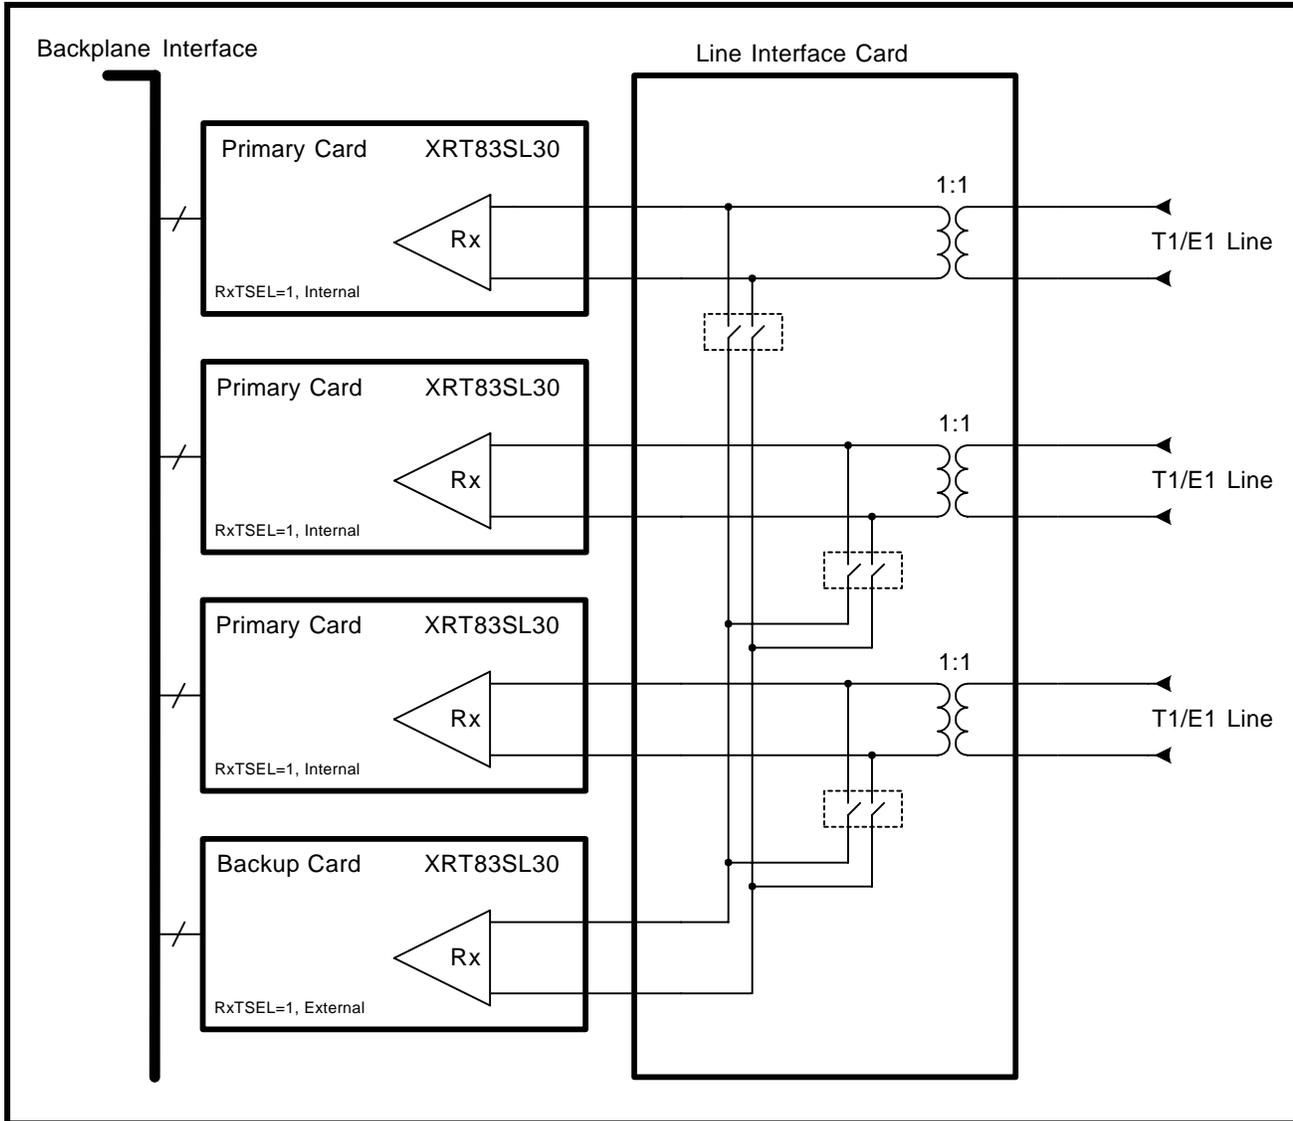 Backplane Interface
Line Interface Card
Primary Card XRT83SL30
1:1
Rx
T1/E1 Line
RxTSEL=1, Internal
Primary Card XRT83SL30
1:1
Rx
T1/E1 Line
RxTSEL=1, Internal
Primary Card XRT83SL30
1:1
Rx
T1/E1 Line
RxTSEL=1, Internal
Backup Card XRT83SL30
Rx
RxTSEL=1, External